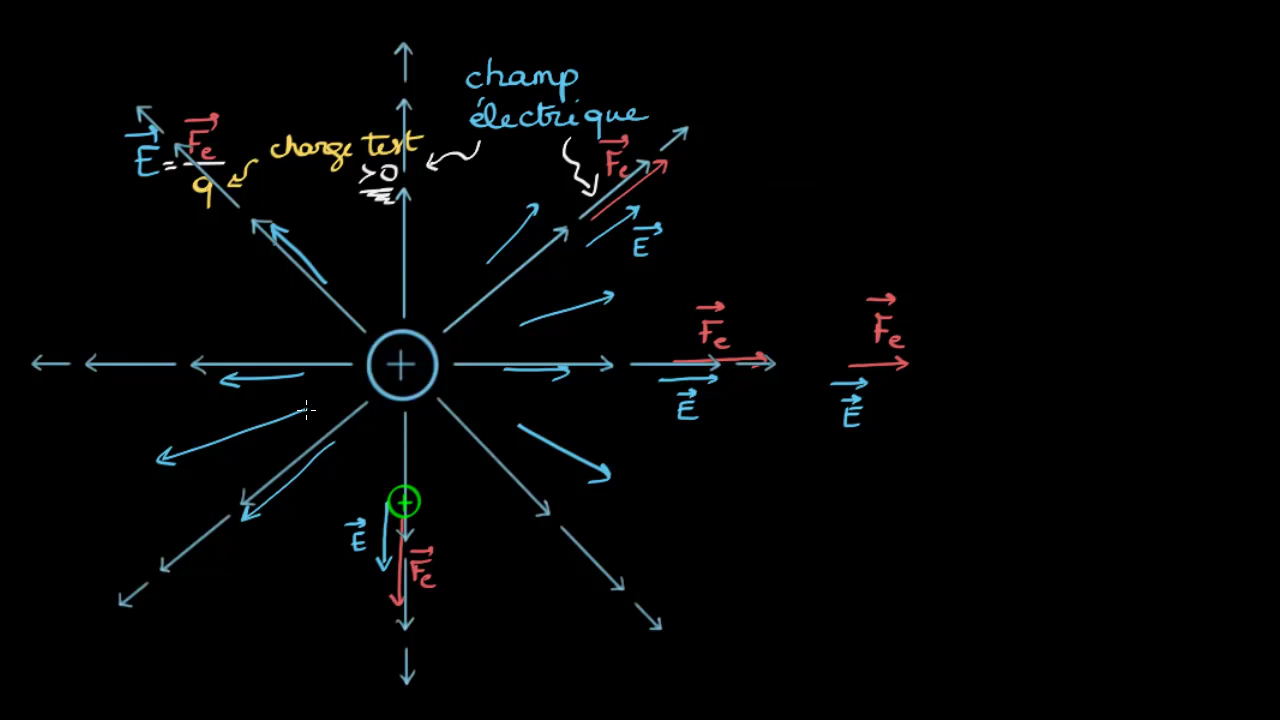 champ
électrique
E = Fe / q
charge test
>0
Fe
E
Fe
E
Fe
E
+
+
E
Fe